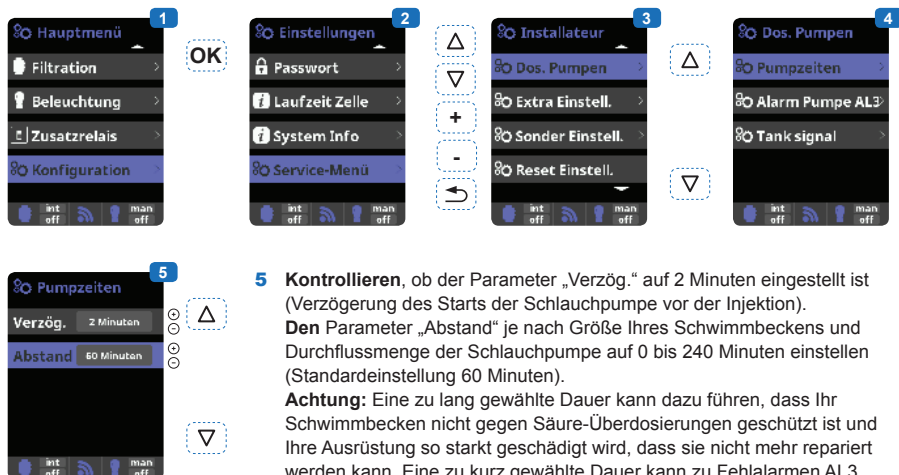 1
Hauptmenü
Filtration
Beleuchtung
Zusatzrelais
Konfiguration
int off
man off
OK
2
Einstellungen
Passwort
Laufzeit Zelle
System Info
Service-Menü
int off
man off
+
-
3
Installateur
Dos. Pumpen
Extra Einstell.
Sonder Einstell.
Reset Einstell.
int off
man off
4
Dos. Pumpen
Pumpzeiten
Alarm Pumpe AL3
Tank signal
int off
man off
5
Pumpzeiten
Verzög. 2 Minuten
Abstand 60 Minuten
int off
man off
5 Kontrollieren, ob der Parameter „Verzög.“ auf 2 Minuten eingestellt ist
(Verzögerung des Starts der Schlauchpumpe vor der Injektion).
Den Parameter „Abstand“ je nach Größe Ihres Schwimmbeckens und
Durchflussmenge der Schlauchpumpe auf 0 bis 240 Minuten einstellen
(Standardeinstellung 60 Minuten).
Achtung: Eine zu lang gewählte Dauer kann dazu führen, dass Ihr
Schwimmbecken nicht gegen Säure-Überdosierungen geschützt ist und
Ihre Ausrüstung so starkt geschädigt wird, dass sie nicht mehr repariert
werden kann. Eine zu kurz gewählte Dauer kann zu Fehlalarmen AL3